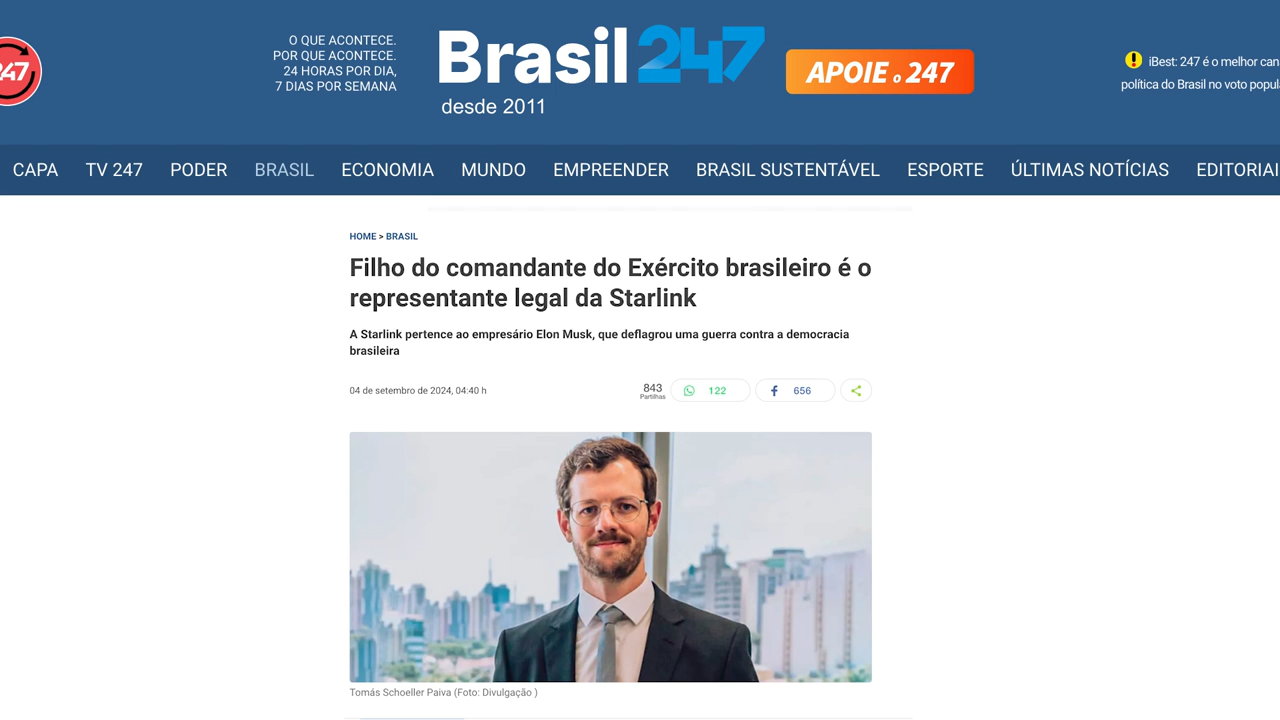 247
O QUE ACONTECE.
POR QUE ACONTECE.
24 HORAS POR DIA,
7 DIAS POR SEMANA
Brasil 247
desde 2011
APOIE o 247
iBest: 247 é o melhor can
política do Brasil no voto popula
CAPA TV 247 PODER BRASIL ECONOMIA MUNDO EMPREENDER BRASIL SUSTENTÁVEL ESPORTE ÚLTIMAS NOTÍCIAS EDITORIAI
HOME > BRASIL
Filho do comandante do Exército brasileiro é o
representante legal da Starlink
A Starlink pertence ao empresário Elon Musk, que deflagrou uma guerra contra a democracia
brasileira
04 de setembro de 2024, 04:40 h
843
Partilhas
122
656
Tomás Schoeller Paiva (Foto: Divulgação )